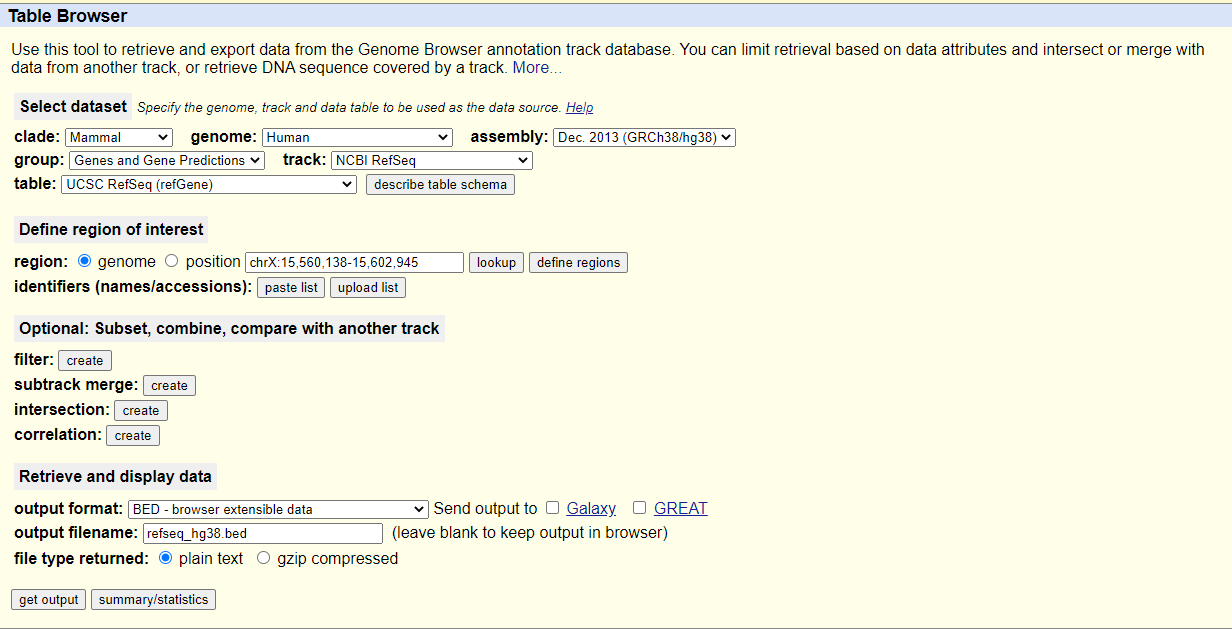 Table Browser
Use this tool to retrieve and export data from the Genome Browser annotation track database. You can limit retrieval based on data attributes and intersect or merge with
data from another track, or retrieve DNA sequence covered by a track. More...
Select dataset Specify the genome, track and data table to be used as the data source. Help
clade: Mammal genome: Human assembly: Dec. 2013 (GRCh38/hg38)
group: Genes and Gene Predictions track: NCBI RefSeq
table: UCSC RefSeq (refGene) describe table schema
Define region of interest
region: genome position chrX:15,560,138-15,602,945 lookup define regions
identifiers (names/accessions): paste list upload list
Optional: Subset, combine, compare with another track
filter: create
subtrack merge: create
intersection: create
correlation: create
Retrieve and display data
output format: BED - browser extensible data Send output to Galaxy GREAT
output filename: refseq_hg38.bed (leave blank to keep output in browser)
file type returned: plain text gzip compressed
get output summary/statistics